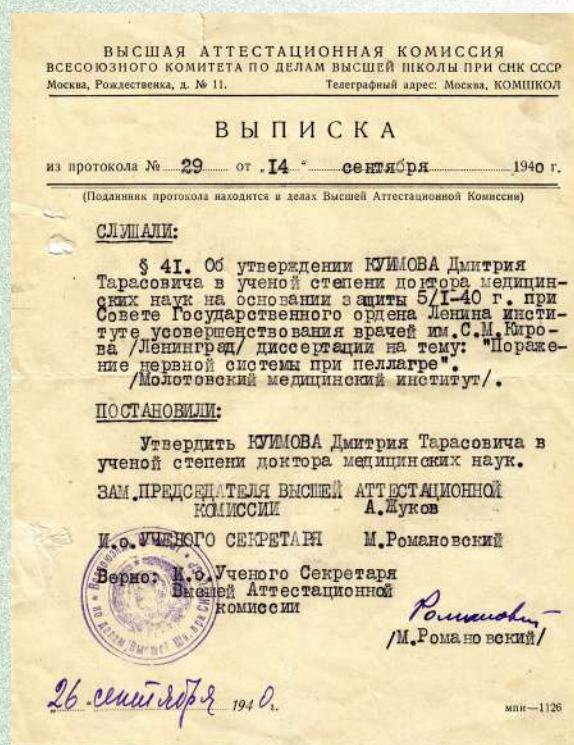 ВЫСШАЯ АТТЕСТАЦИОННАЯ КОМИССИЯ
ВСЕСОЮЗНОГО КОМИТЕТА ПО ДЕЛАМ ВЫСШЕЙ ШКОЛЫ ПРИ СНК СССР
Москва, Рождественка, д. № 11. Телеграфный адрес: Москва, КОМШКОЛ
ВЫПИСКА
из протокола № 29 от „14“ сентября 1940 г.
(Подлинник протокола находится в делах Высшей Аттестационной Комиссии)
СЛУШАЛИ:
§ 41. Об утверждении КУИМОВА Дмитрия
Тарасовича в ученой степени доктора медицин-
ских наук на основании защиты 5/I-40 г. при
Совете Государственного ордена Ленина инсти-
туте усовершенствования врачей им.С.М.Киро-
ва /Ленинград/ диссертации на тему: "Пораже-
ние нервной системы при пеллагре".
/Молотовский медицинский институт/.
ПОСТАНОВИЛИ:
Утвердить КУИМОВА Дмитрия Тарасовича в
ученой степени доктора медицинских наук.
ЗАМ.ПРЕДСЕДАТЕЛЯ ВЫСШЕЙ АТТЕСТАЦИОННОЙ
КОМИССИИ А.Жуков
И.о.УЧЕНОГО СЕКРЕТАРЯ М.Романовский
Верно: И.о.Ученого Секретаря
Высшей Аттестационной
комиссии
/М.Романовский/
26 сентября 1940 г.
мпи—1126